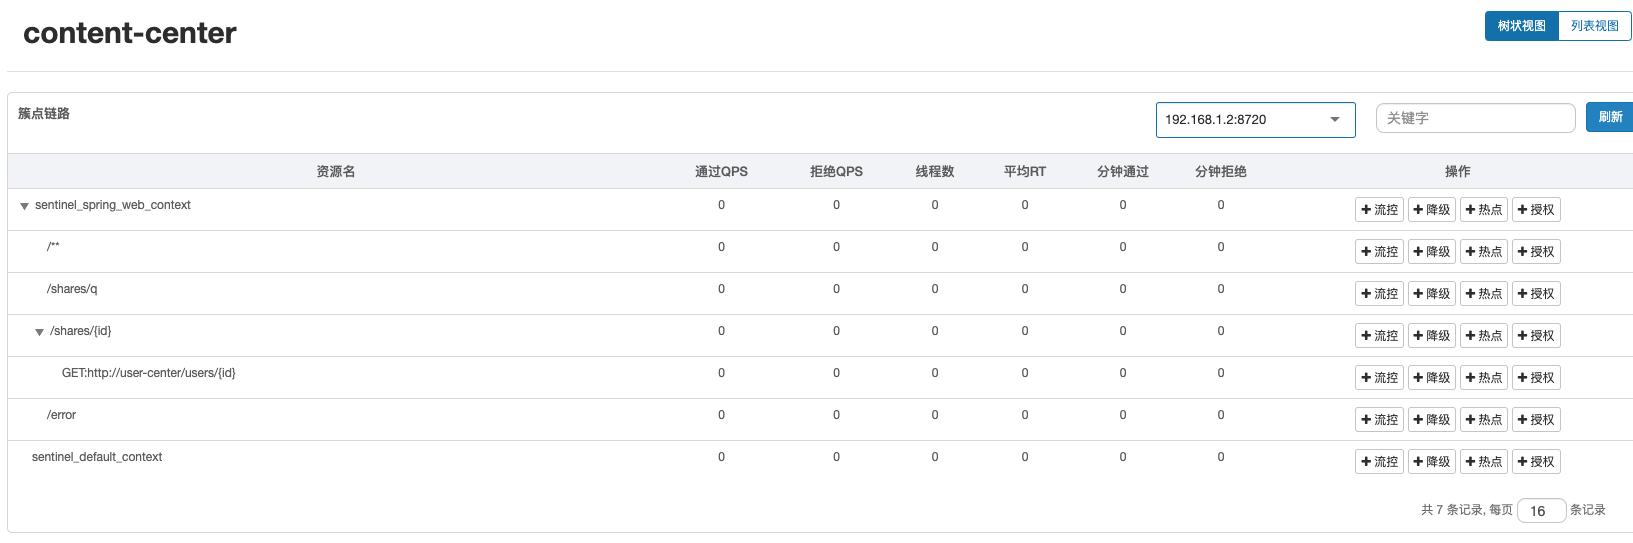 content-center
树状视图 列表视图
簇点链路 192.168.1.2:8720 关键字 刷新
资源名 通过QPS 拒绝QPS 线程数 平均RT 分钟通过 分钟拒绝 操作
sentinel_spring_web_context 0 0 0 0 0 0 +流控 +降级 +热点 +授权
/** 0 0 0 0 0 0 +流控 +降级 +热点 +授权
/shares/q 0 0 0 0 0 0 +流控 +降级 +热点 +授权
/shares/{id} 0 0 0 0 0 0 +流控 +降级 +热点 +授权
GET:http://user-center/users/{id} 0 0 0 0 0 0 +流控 +降级 +热点 +授权
/error 0 0 0 0 0 0 +流控 +降级 +热点 +授权
sentinel_default_context 0 0 0 0 0 0 +流控 +降级 +热点 +授权
共 7 条记录, 每页 16 条记录